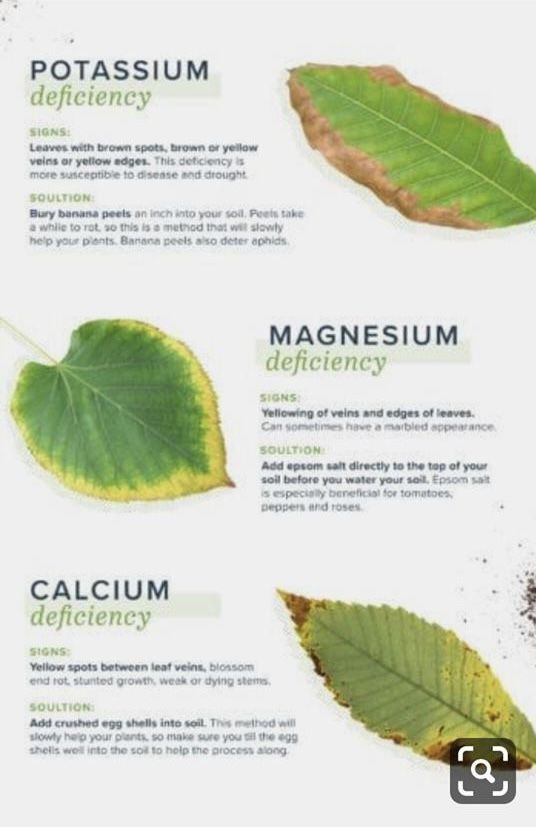 POTASSIUM
deficiency
SIGNS:
Leaves with brown spots, brown or yellow
veins or yellow edges. This deficiency is
more susceptible to disease and drought.
SOULTION:
Bury banana peels an inch into your soil. Peels take
a while to rot, so this is a method that will slowly
help your plants. Banana peels also deter aphids.
MAGNESIUM
deficiency
SIGNS:
Yellowing of veins and edges of leaves.
Can sometimes have a marbled appearance.
SOULTION:
Add epsom salt directly to the top of your
soil before you water your soil. Epsom salt
is especially beneficial for tomatoes,
peppers and roses.
CALCIUM
deficiency
SIGNS:
Yellow spots between leaf veins, blossom
end rot, stunted growth, weak or dying stems.
SOULTION:
Add crushed egg shells into soil. This method will
slowly help your plants, so make sure you till the egg
shells well into the soil to help the process along.